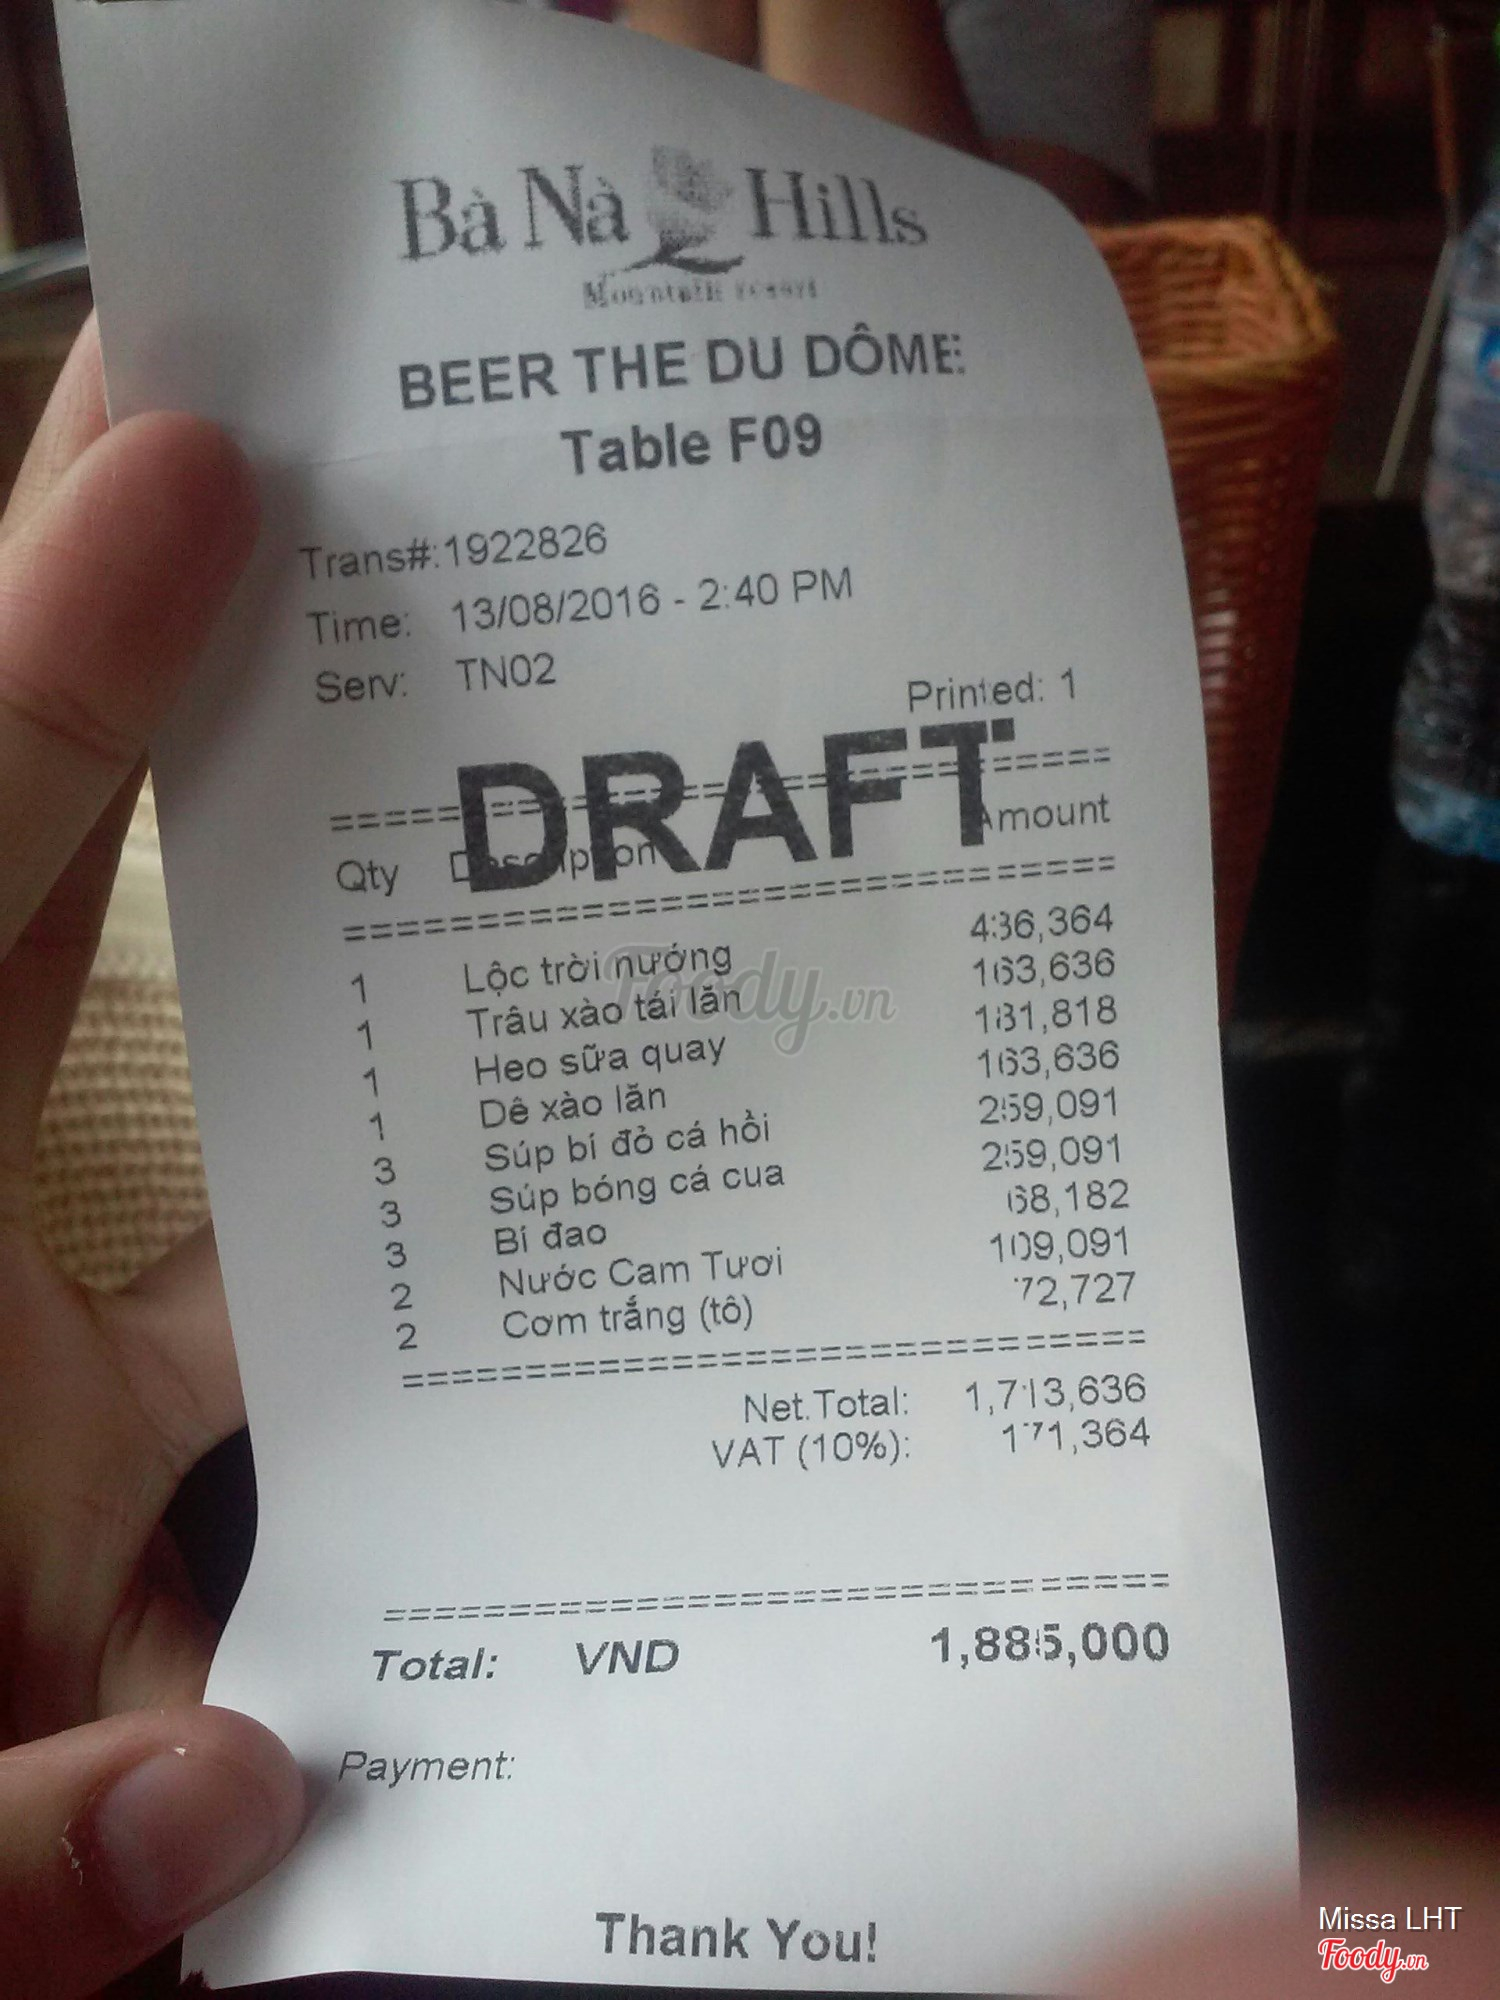 Bà Nà Hills
Mountain resort
BEER THE DU DÔME:
Table F09
Trans#:1922826
Time: 13/08/2016 - 2:40 PM
Serv: TN02
Printed: 1
DRAFT
Qty Description Amount
1 Lộc trời nướng 436,364
1 Trâu xào tái lăn 163,636
1 Heo sữa quay 181,818
1 Dê xào lăn 163,636
3 Súp bí đỏ cá hồi 259,091
3 Súp bóng cá cua 259,091
3 Bí đao 68,182
2 Nước Cam Tươi 109,091
2 Cơm trắng (tô) 72,727
Net.Total: 1,713,636
VAT (10%): 171,364
Total: VND 1,885,000
Payment:
Thank You!
Foody.vn
Missa LHT
Foody.vn